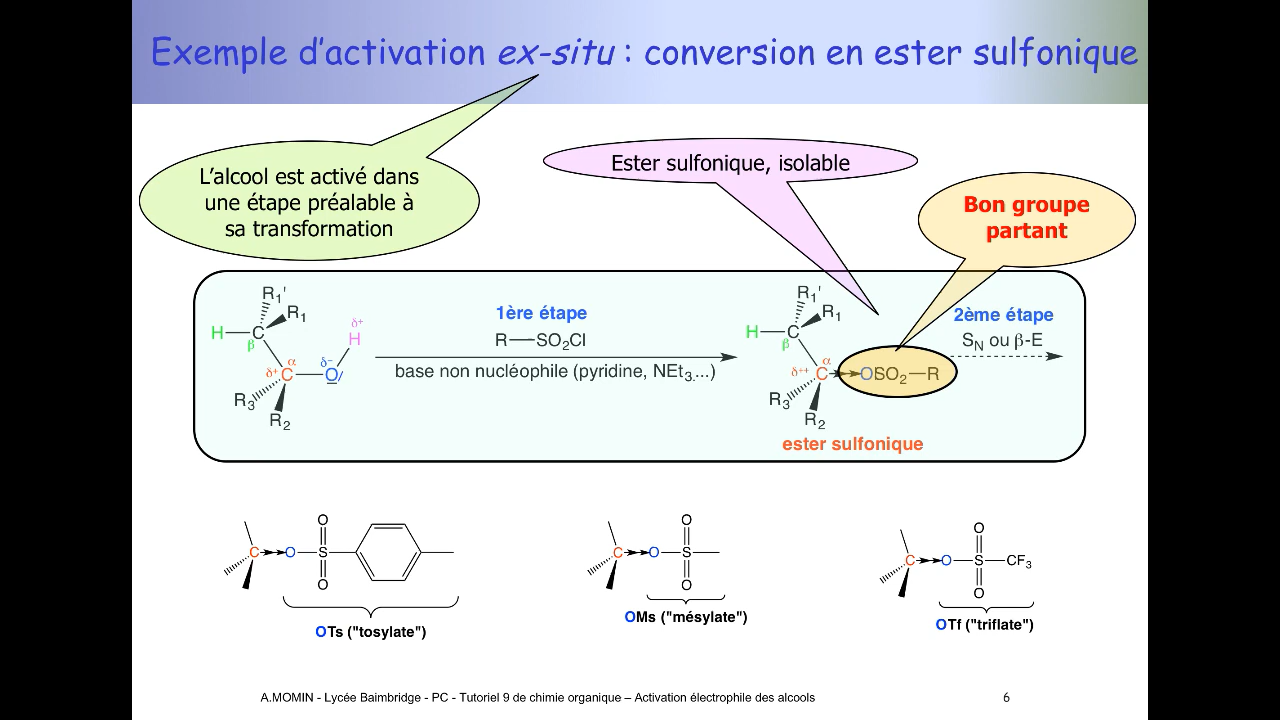 Exemple d'activation ex-situ : conversion en ester sulfonique
L'alcool est activé dans
une étape préalable à
sa transformation
Ester sulfonique, isolable
Bon groupe
partant
R1'
R1
H
C
β
δ+
H
α
δ-
δ+
C
O
R3
R2
1ère étape
R—SO2Cl
base non nucléophile (pyridine, NEt3....)
R1'
R1
H
C
β
α
δ++
C
OSO2—R
R3
R2
ester sulfonique
2ème étape
SN ou β-E
O
C
O
S
O
OTs ("tosylate")
O
C
O
S
O
OMs ("mésylate")
O
C
O
S
CF3
O
OTf ("triflate")
A.MOMIN - Lycée Baimbridge - PC - Tutoriel 9 de chimie organique – Activation électrophile des alcools
6